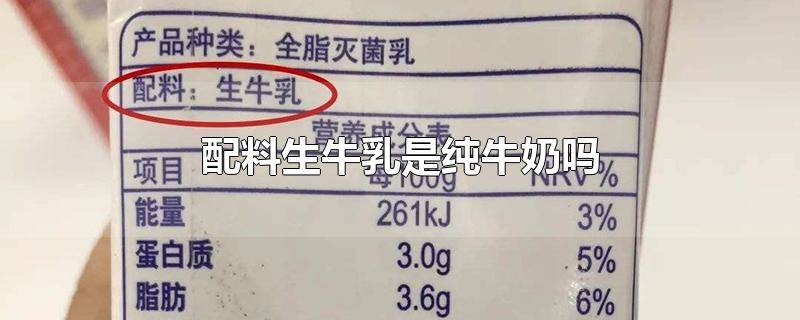 产品种类：全脂灭菌乳
配料：生牛乳
营养成分表
配料生牛乳是纯牛奶吗
项目 每100g NRV%
能量 261kJ 3%
蛋白质 3.0g 5%
脂肪 3.6g 6%